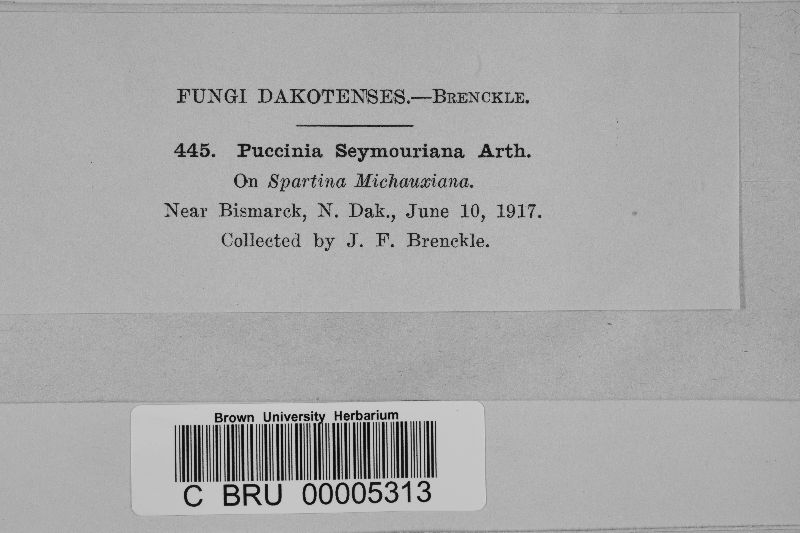 FUNGI DAKOTENSES.—BRENCKLE.
445. Puccinia Seymouriana Arth.
On Spartina Michauxiana.
Near Bismarck, N. Dak., June 10, 1917.
Collected by J. F. Brenckle.
Brown University Herbarium
C BRU 00005313